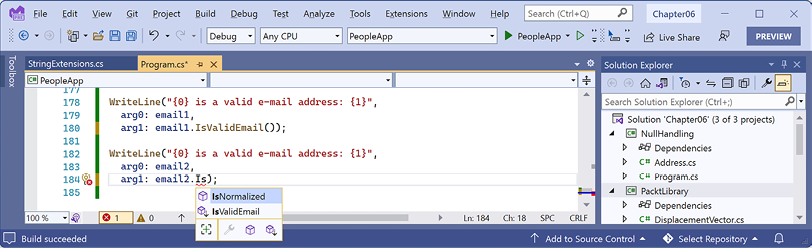 File Edit View Git Project Build Debug Test Analyze Tools Extensions Window Help Search (Ctrl+Q) Chapter06
Debug Any CPU PeopleApp PeopleApp Live Share PREVIEW
Toolbox
StringExtensions.cs Program.cs*
PeopleApp
177
178 WriteLine("{0} is a valid e-mail address: {1}",
179 arg0: email1,
180 arg1: email1.IsValidEmail());
181
182 WriteLine("{0} is a valid e-mail address: {1}",
183 arg0: email2,
184 arg1: email2.Is);
185
IsNormalized
IsValidEmail
100 % 1 0 Ln: 184 Ch: 18 SPC CRLF
Solution Explorer
Search Solution Explorer (Ctrl+;)
Solution 'Chapter06' (3 of 3 projects)
NullHandling
Dependencies
C# Address.cs
C# Program.cs
PacktLibrary
Dependencies
C# DisplacementVector.cs
Build succeeded Add to Source Control Select Repository